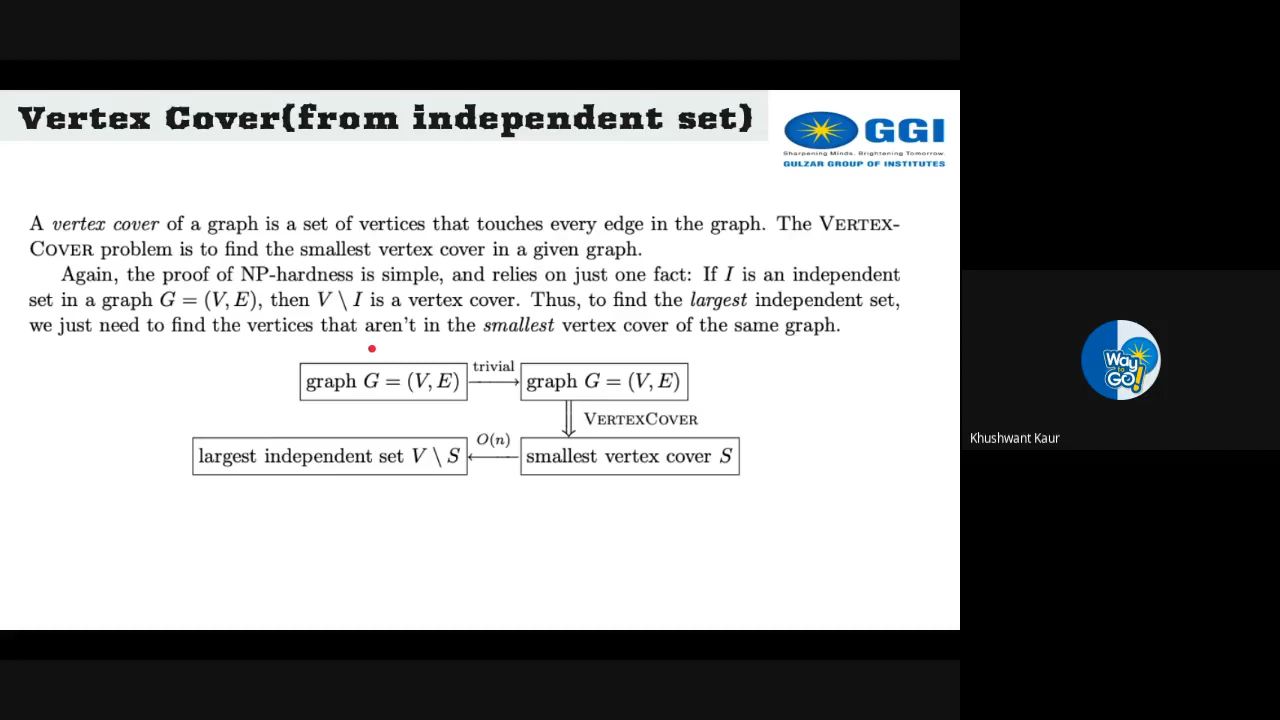 Vertex Cover(from independent set)
GGI
Sharpening Minds. Brightening Tomorrow.
GULZAR GROUP OF INSTITUTES
A vertex cover of a graph is a set of vertices that touches every edge in the graph. The VERTEX-
COVER problem is to find the smallest vertex cover in a given graph.
Again, the proof of NP-hardness is simple, and relies on just one fact: If I is an independent
set in a graph G = (V, E), then V \ I is a vertex cover. Thus, to find the largest independent set,
we just need to find the vertices that aren't in the smallest vertex cover of the same graph.
graph G = (V, E) trivial graph G = (V, E)
VERTEXCOVER
largest independent set V \ S O(n) smallest vertex cover S
Way
to
GO!
Khushwant Kaur